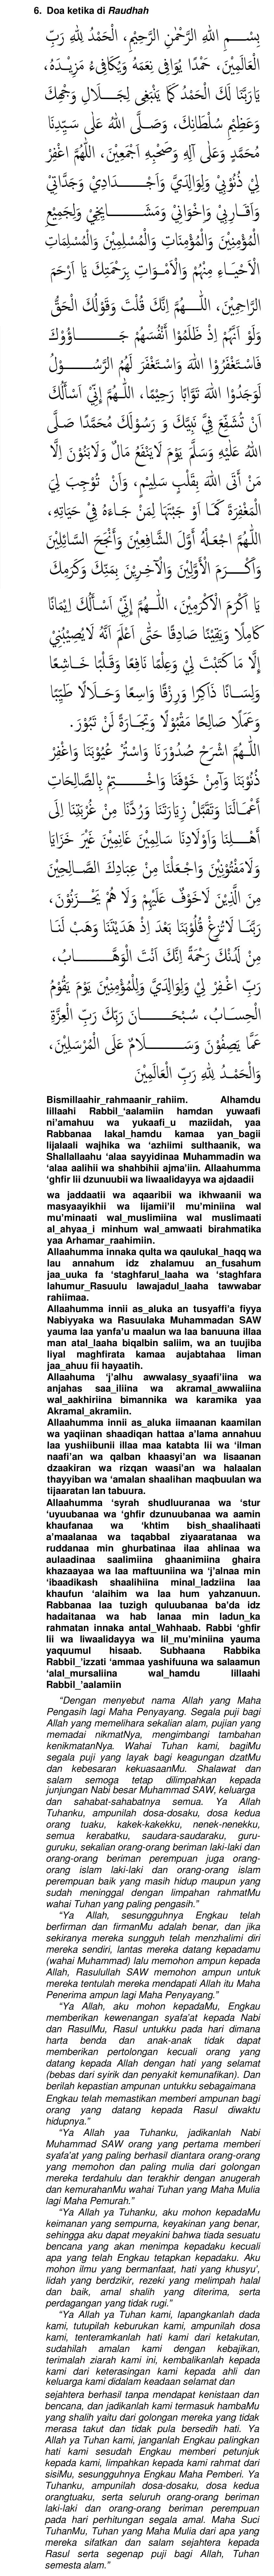 6. Doa ketika di Raudhah
بِسْمِ اللهِ الرَّحْمٰنِ الرَّحِيْمِ، اَلْحَمْدُ لِلّٰهِ رَبِّ
الْعَالَمِيْنَ، حَمْدًا يُوَافِى نِعَمَهُ وَيُكَافِىءُ مَزِيْدَهُ،
يَارَبَّنَا لَكَ الْحَمْدُ كَمَا يَنْبَغِى لِجَلَالِ وَجْهِكَ
وَعَظِيْمِ سُلْطَانِكَ، وَصَلَّى اللهُ عَلَى سَيِّدِنَا
مُحَمَّدٍ وَعَلَى آلِهِ وَصَحْبِهِ اَجْمَعِيْنَ، اَللّٰهُمَّ اغْفِرْ
لِيْ ذُنُوْبِيْ وَلِوَالِدَيَّ وَاَجْدَادِيْ وَجَدَّاتِيْ
وَاَقَارِبِيْ وَاِخْوَانِيْ وَمَشَايِخِيْ وَلِجَمِيْعِ
الْمُؤْمِنِيْنَ وَالْمُؤْمِنَاتِ وَالْمُسْلِمِيْنَ وَالْمُسْلِمَاتِ
الْاَحْيَاءِ مِنْهُمْ وَالْاَمْوَاتِ بِرَحْمَتِكَ يَا اَرْحَمَ
الرَّاحِمِيْنَ، اَللّٰهُمَّ اِنَّكَ قُلْتَ وَقَوْلُكَ الْحَقُّ
وَلَوْ اَنَّهُمْ اِذْ ظَلَمُوْا اَنْفُسَهُمْ جَاؤُوْكَ
فَاسْتَغْفَرُوْا اللهَ وَاسْتَغْفَرَ لَهُمُ الرَّسُوْلُ
لَوَجَدُوْا اللهَ تَوَّابًا رَحِيْمًا، اَللّٰهُمَّ اِنِّيْ اَسْأَلُكَ
اَنْ تُشَفِّعَ فِيَّ نَبِيَّكَ وَ رَسُوْلَكَ مُحَمَّدًا صَلَّى
اللهُ عَلَيْهِ وَسَلَّمَ يَوْمَ لَايَنْفَعُ مَالٌ وَلَابَنُوْنَ اِلَّا
مَنْ أَتَى اللهَ بِقَلْبٍ سَلِيْمٍ، وَاَنْ تُوْجِبَ لِيَ
الْمَغْفِرَةَ كَمَا اَوْجَبْتَهَا لِمَنْ جَاءَهُ فِيْ حَيَاتِهِ،
اَللّٰهُمَّ اجْعَلْهُ اَوَّلَ الشَّافِعِيْنَ وَاَنْجَحَ السَّائِلِيْنَ
وَاَكْرَمَ الْاَوَّلِيْنَ وَالْاٰخِرِيْنَ بِمَنِّكَ وَكَرَمِكَ
يَا اَكْرَمَ الْاَكْرَمِيْنَ، اَللّٰهُمَّ اِنِّيْ اَسْأَلُكَ اِيْمَانًا
كَامِلًا وَيَقِيْنًا صَادِقًا حَتَّى اَعْلَمَ اَنَّهُ لَايُصِيْبُنِيْ
اِلَّا مَا كَتَبْتَ لِيْ وَعِلْمًا نَافِعًا وَقَلْبًا خَاشِعًا
وَلِسَانًا ذَاكِرًا وَرِزْقًا وَاسِعًا وَحَلَالًا طَيِّبًا
وَعَمَلًا صَالِحًا مَقْبُوْلًا وَتِجَارَةً لَنْ تَبُوْرَ.
اَللّٰهُمَّ اشْرَحْ صُدُوْرَنَا وَاسْتُرْ عُيُوْبَنَا وَاغْفِرْ
ذُنُوْبَنَا وَآمِنْ خَوْفَنَا وَاخْتِمْ بِالصَّالِحَاتِ
أَعْمَالَنَا وَتَقَبَّلْ زِيَارَتَنَا وَرُدَّنَا مِنْ غُرْبَتِنَا اِلَى
أَهْلِنَا وَاَوْلَادِنَا سَالِمِيْنَ غَانِمِيْنَ غَيْرَ خَزَايَا
وَلَامَفْتُوْنِيْنَ وَاجْعَلْنَا مِنْ عِبَادِكَ الصَّالِحِيْنَ
مِنَ الَّذِيْنَ لَاخَوْفٌ عَلَيْهِمْ وَلَا هُمْ يَحْزَنُوْنَ،
رَبَّنَا لَاتُزِغْ قُلُوْبَنَا بَعْدَ اِذْ هَدَيْتَنَا وَهَبْ لَنَا
مِنْ لَدُنْكَ رَحْمَةً اِنَّكَ اَنْتَ الْوَهَّابُ،
رَبِّ اغْفِرْ لِيْ وَلِوَالِدَيَّ وَلِلْمُؤْمِنِيْنَ يَوْمَ يَقُوْمُ
الْحِسَابُ، سُبْحَانَ رَبِّكَ رَبِّ الْعِزَّةِ
عَمَّا يَصِفُوْنَ وَسَلَامٌ عَلَى الْمُرْسَلِيْنَ،
وَالْحَمْدُ لِلّٰهِ رَبِّ الْعَالَمِيْنَ
Bismillaahir_rahmaanir_rahiim. Alhamdu
lillaahi Rabbil_'aalamiin hamdan yuwaafi
ni'amahuu wa yukaafi_u maziidah, yaa
Rabbanaa lakal_hamdu kamaa yan_bagii
lijalaali wajhika wa 'azhiimi sulthaanik, wa
Shallallaahu 'alaa sayyidinaa Muhammadin wa
'alaa aalihii wa shahbihii ajma'iin. Allaahumma
'ghfir lii dzunuubii wa liwaalidayya wa ajdaadii
wa jaddaatii wa aqaaribii wa ikhwaanii wa
masyaayikhii wa lijamii'il mu'miniina wal
mu'minaati wal_muslimiina wal muslimaati
al_ahyaa_i minhum wal_amwaati birahmatika
yaa Arhamar_raahimiin.
Allaahumma innaka qulta wa qaulukal_haqq wa
lau annahum idz zhalamuu an_fusahum
jaa_uuka fa 'staghfarul_laaha wa 'staghfara
lahumur_Rasuulu lawajadul_laaha tawwabar
rahiimaa.
Allaahumma innii as_aluka an tusyaffi'a fiyya
Nabiyyaka wa Rasuulaka Muhammadan SAW
yauma laa yanfa'u maalun wa laa banuuna illaa
man atal_laaha biqalbin saliim, wa an tuujiba
liyal maghfirata kamaa aujabtahaa liman
jaa_ahuu fii hayaatih.
Allaahuma 'j'alhu awwalasy_syaafi'iina wa
anjahas saa_iliina wa akramal_awwaliina
wal_aakhiriina bimannika wa karamika yaa
Akramal_akramiin.
Allaahumma innii as_aluka iimaanan kaamilan
wa yaqiinan shaadiqan hattaa a'lama annahuu
laa yushiibunii illaa maa katabta lii wa 'ilman
naafi'an wa qalban khaasyi'an wa lisaanan
dzaakiran wa rizqan wasi'an wa halaalan
thayyiban wa 'amalan shaalihan maqbuulan wa
tijaaratan lan tabuura.
Allaahumma 'syrah shudluuranaa wa 'stur
'uyuubanaa wa 'ghfir dzunuubanaa wa aamin
khaufanaa wa 'khtim bish_shaalihaati
a'maalanaa wa taqabbal ziyaaratanaa wa
ruddanaa min ghurbatinaa ilaa ahlinaa wa
aulaadinaa saalimiina ghaanimiina ghaira
khazaayaa wa laa maftuuniina wa 'j'alnaa min
'ibaadikash shaalihiina minal_ladziina laa
khaufun 'alaihim wa laa hum yahzanuun.
Rabbanaa laa tuzigh quluubanaa ba'da idz
hadaitanaa wa hab lanaa min ladun_ka
rahmatan innaka antal_Wahhaab. Rabbi 'ghfir
lii wa liwaalidayya wa lil_mu'miniina yauma
yaquumul hisaab. Subhaana Rabbika
Rabbil_'izzati 'ammaa yashifuuna wa salaamun
'alal_mursaliina wal_hamdu lillaahi
Rabbil_'aalamiin
"Dengan menyebut nama Allah yang Maha
Pengasih lagi Maha Penyayang. Segala puji bagi
Allah yang memelihara sekalian alam, pujian yang
memadai nikmatNya, mengimbangi tambahan
kenikmatanNya. Wahai Tuhan kami, bagiMu
segala puji yang layak bagi keagungan dzatMu
dan kebesaran kekuasaanMu. Shalawat dan
salam semoga tetap dilimpahkan kepada
junjungan Nabi besar Muhammad SAW, keluarga
dan sahabat-sahabatnya semua. Ya Allah
Tuhanku, ampunilah dosa-dosaku, dosa kedua
orang tuaku, kakek-kakekku, nenek-nenekku,
semua kerabatku, saudara-saudaraku, guru-
guruku, sekalian orang-orang beriman laki-laki dan
orang-orang beriman perempuan juga orang-
orang islam laki-laki dan orang-orang islam
perempuan baik yang masih hidup maupun yang
sudah meninggal dengan limpahan rahmatMu
wahai Tuhan yang paling pengasih."
"Ya Allah, sesungguhnya Engkau telah
berfirman dan firmanMu adalah benar, dan jika
sekiranya mereka sungguh telah menzhalimi diri
mereka sendiri, lantas mereka datang kepadamu
(wahai Muhammad) lalu memohon ampun kepada
Allah, Rasulullah SAW memohon ampun untuk
mereka tentulah mereka mendapati Allah itu Maha
Penerima ampun lagi Maha Penyayang."
"Ya Allah, aku mohon kepadaMu, Engkau
memberikan kewenangan syafa'at kepada Nabi
dan RasulMu, Rasul untukku pada hari dimana
harta benda dan anak-anak tidak dapat
memberikan pertolongan kecuali orang yang
datang kepada Allah dengan hati yang selamat
(bebas dari syirik dan penyakit kemunafikan). Dan
berilah kepastian ampunan untukku sebagaimana
Engkau telah memastikan memberi ampunan bagi
orang yang datang kepada Rasul diwaktu
hidupnya."
"Ya Allah yaa Tuhanku, jadikanlah Nabi
Muhammad SAW orang yang pertama memberi
syafa'at yang paling berhasil diantara orang-orang
yang memohon dan paling mulia dari golongan
mereka terdahulu dan terakhir dengan anugerah
dan kemurahanMu wahai Tuhan yang Maha Mulia
lagi Maha Pemurah."
"Ya Allah ya Tuhanku, aku mohon kepadaMu
keimanan yang sempurna, keyakinan yang benar,
sehingga aku dapat meyakini bahwa tiada sesuatu
bencana yang akan menimpa kepadaku kecuali
apa yang telah Engkau tetapkan kepadaku. Aku
mohon ilmu yang bermanfaat, hati yang khusyu',
lidah yang berdzikir, rezeki yang melimpah halal
dan baik, amal shalih yang diterima, serta
perdagangan yang tidak rugi."
"Ya Allah ya Tuhan kami, lapangkanlah dada
kami, tutupilah keburukan kami, ampunilah dosa
kami, tenteramkanlah hati kami dari ketakutan,
sudahilah amalan kami dengan kebajikan,
terimalah ziarah kami ini, kembalikanlah kepada
kami dari keterasingan kami kepada ahli dan
keluarga kami didalam keadaan selamat dan
sejahtera berhasil tanpa mendapat kenistaan dan
bencana, dan jadikanlah kami termasuk hambaMu
yang shalih yaitu dari golongan mereka yang tidak
merasa takut dan tidak pula bersedih hati. Ya
Allah ya Tuhan kami, janganlah Engkau palingkan
hati kami sesudah Engkau memberi petunjuk
kepada kami, limpahkan kepada kami rahmat dari
sisiMu, sesungguhnya Engkau Maha Pemberi. Ya
Tuhanku, ampunilah dosa-dosaku, dosa kedua
orangtuaku, serta seluruh orang-orang beriman
laki-laki dan orang-orang beriman perempuan
pada hari perhitungan segala amal. Maha Suci
TuhanMu, Tuhan yang Maha Mulia dari apa yang
mereka sifatkan dan salam sejahtera kepada
Rasul serta segenap puji bagi Allah, Tuhan
semesta alam."